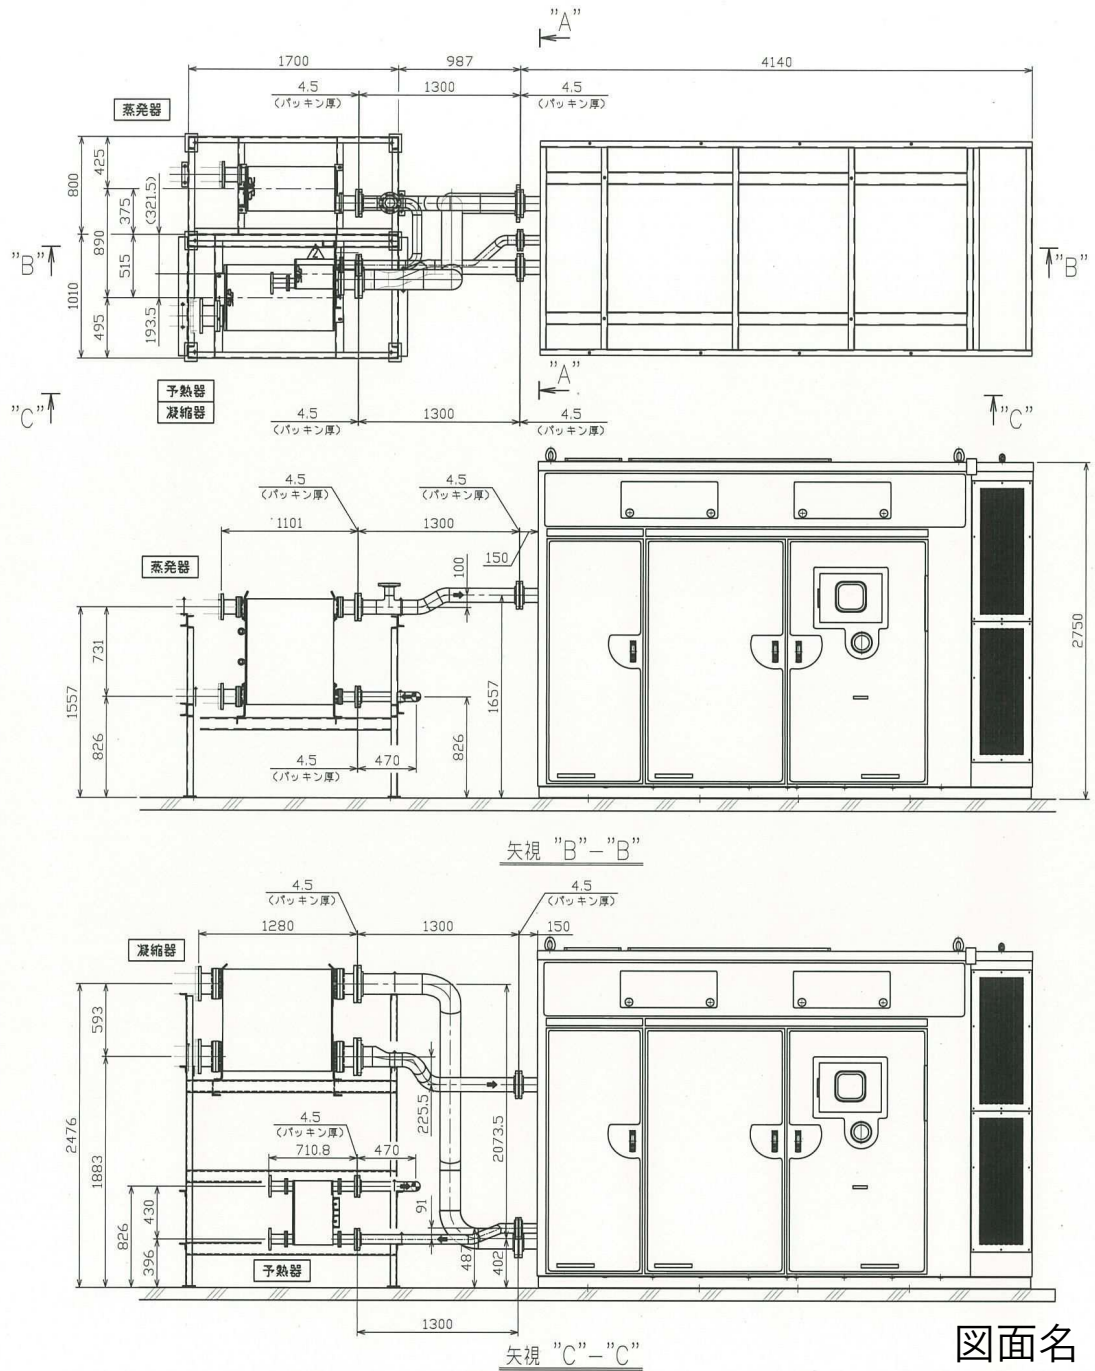 "A"
1700
987
4140
4.5
(パッキン厚)
1300
4.5
(パッキン厚)
蒸発器
800
425
375
(321.5)
890
515
1010
495
193.5
"B"
"B"
予熱器
凝縮器
"A"
"C"
"C"
4.5
(パッキン厚)
1300
4.5
(パッキン厚)
4.5
(パッキン厚)
4.5
(パッキン厚)
1101
1300
150
蒸発器
100
731
1557
826
1657
826
2750
4.5
(パッキン厚)
470
矢視 "B"-"B"
4.5
(パッキン厚)
4.5
(パッキン厚)
1280
1300
150
凝縮器
593
2476
1883
225.5
2073.5
4.5
(パッキン厚)
710.8
470
91
826
430
396
487
402
予熱器
1300
矢視 "C"-"C"
図面名